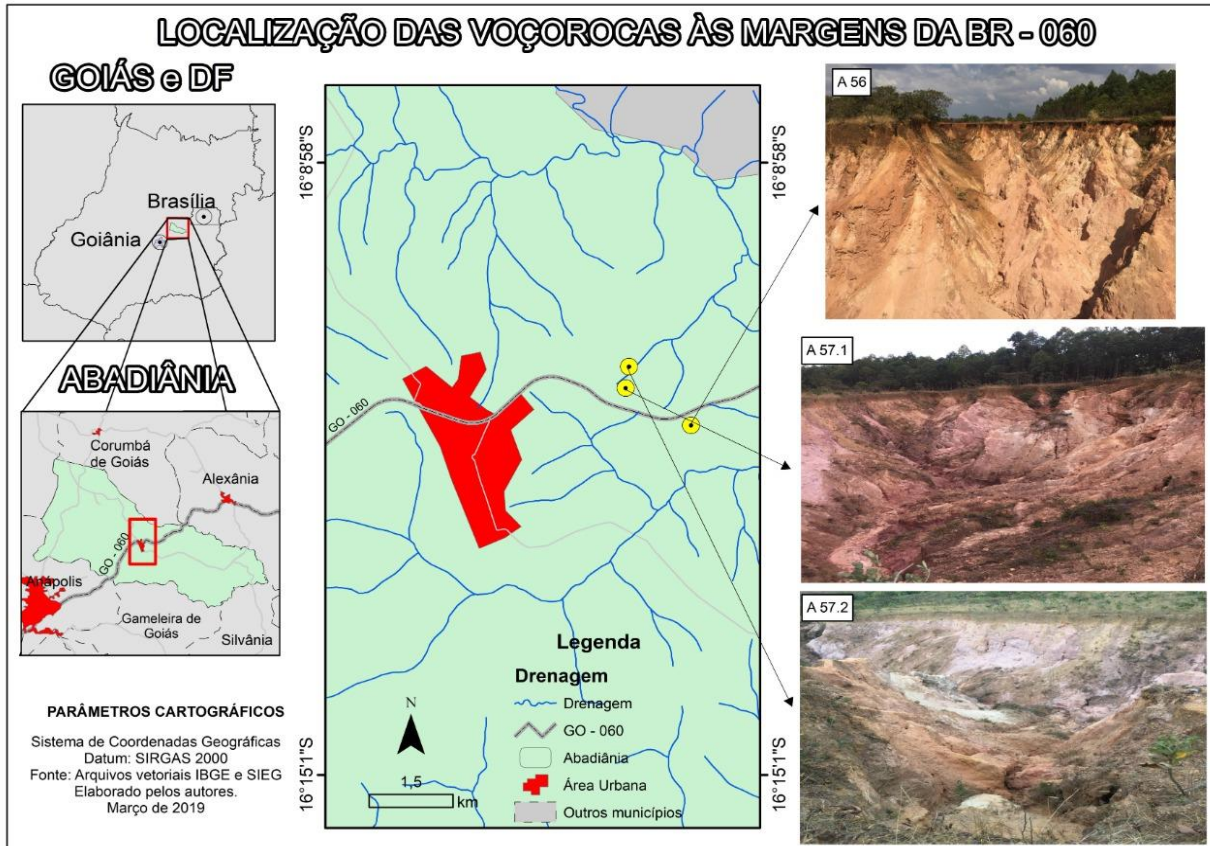 LOCALIZAÇÃO DAS VOÇOROCAS ÀS MARGENS DA BR - 060
GOIÁS e DF
Brasília
Goiânia
ABADIÂNIA
Corumbá
de Goiás
Alexânia
GO - 060
Anápolis
Gameleira de
Goiás
Silvânia
PARÂMETROS CARTOGRÁFICOS
Sistema de Coordenadas Geográficas
Datum: SIRGAS 2000
Fonte: Arquivos vetoriais IBGE e SIEG
Elaborado pelos autores.
Março de 2019
16°8'58"S
16°15'1"S
GO - 060
Legenda
Drenagem
Drenagem
GO - 060
Abadiânia
Área Urbana
Outros municípios
N
1,5
km
16°8'58"S
16°15'1"S
A 56
A 57.1
A 57.2